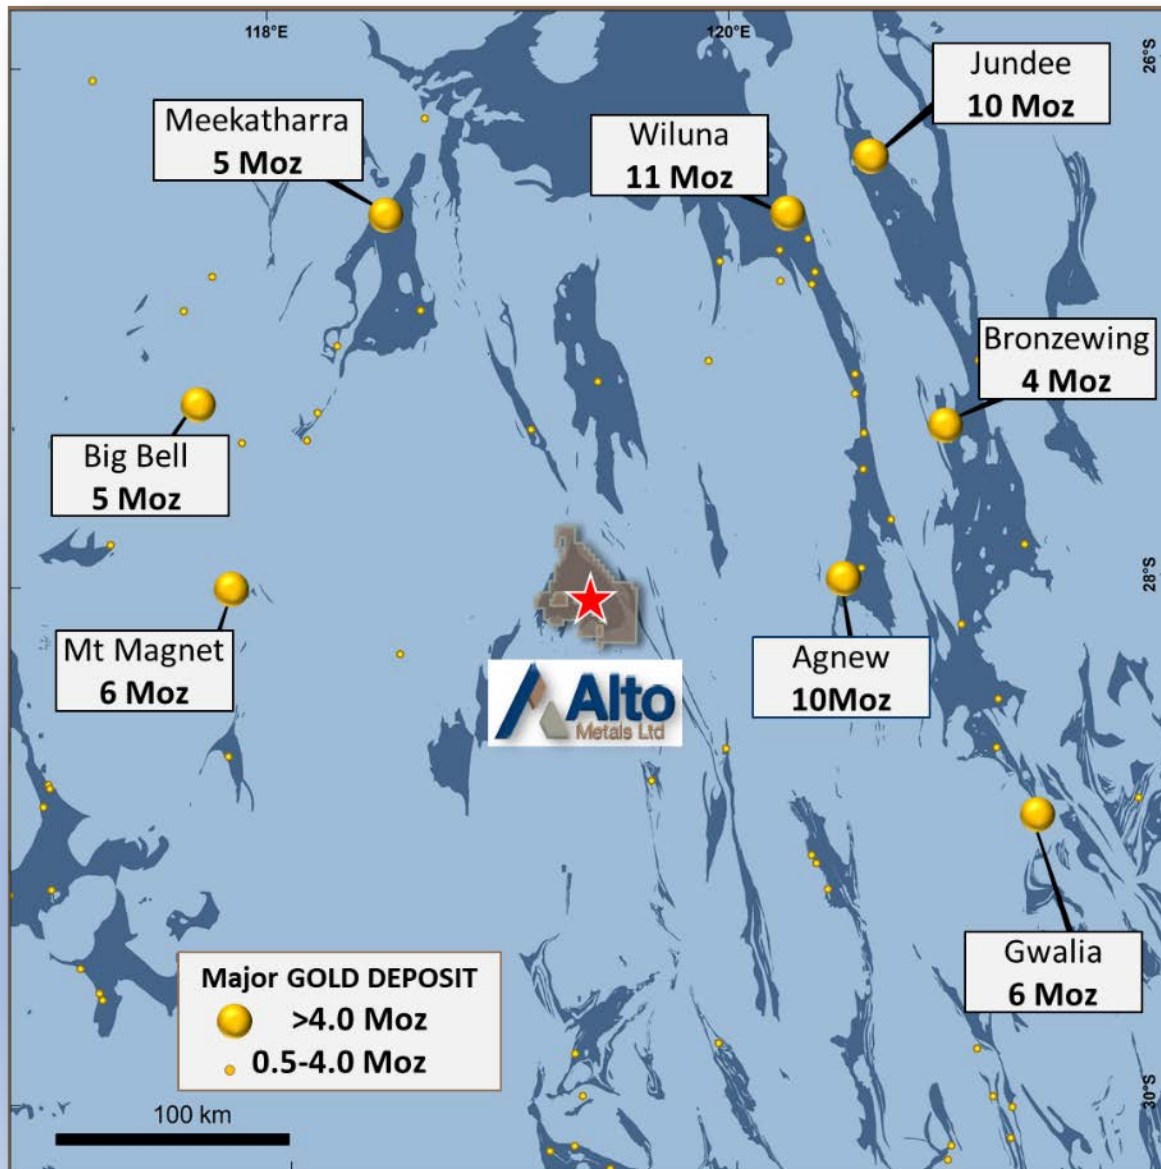 118°E
120°E
26°S
Jundee
10 Moz
Meekatharra
5 Moz
Wiluna
11 Moz
Bronzewing
4 Moz
Big Bell
5 Moz
28°S
Mt Magnet
6 Moz
Alto
Metals Ltd
Agnew
10Moz
Gwalia
6 Moz
Major GOLD DEPOSIT
>4.0 Moz
0.5-4.0 Moz
100 km
30°S